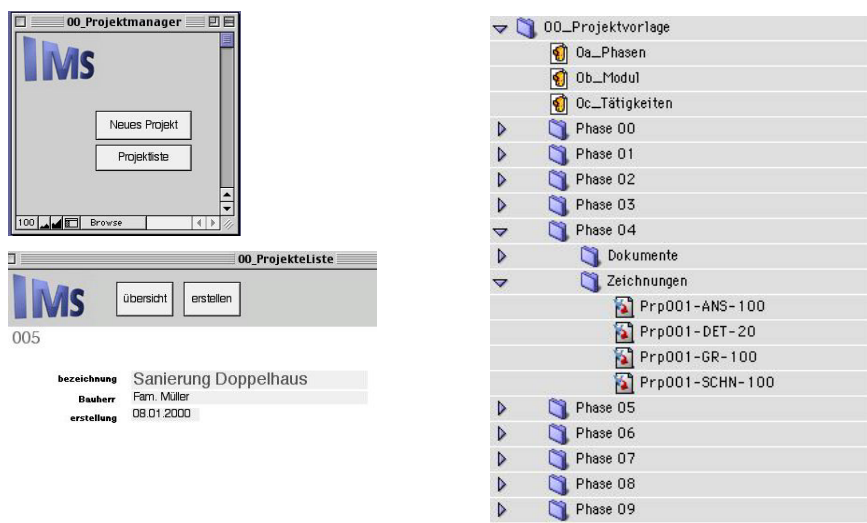 00_Projektmanager
IMS
Neues Projekt
Projektliste
100 Browse
00_ProjekteListe
IMS
übersicht erstellen
005
bezeichnung Sanierung Doppelhaus
Bauherr Fam. Müller
erstellung 08.01.2000
00_Projektvorlage
0a_Phasen
0b_Modul
0c_Tätigkeiten
Phase 00
Phase 01
Phase 02
Phase 03
Phase 04
Dokumente
Zeichnungen
Prp001-ANS-100
Prp001-DET-20
Prp001-GR-100
Prp001-SCHN-100
Phase 05
Phase 06
Phase 07
Phase 08
Phase 09